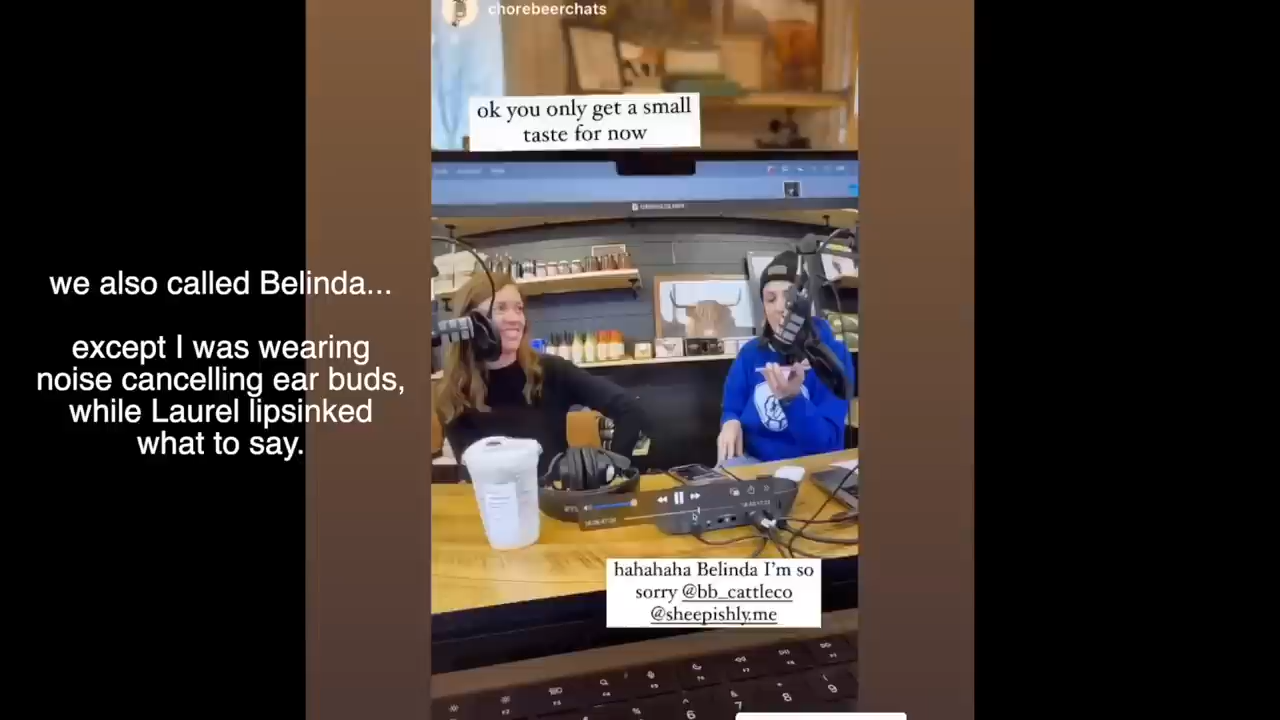 chorebeerchats
ok you only get a small
taste for now
we also called Belinda...
except I was wearing
noise cancelling ear buds,
while Laurel lipsinked
what to say.
hahahaha Belinda I'm so
sorry @bb_cattleco
@sheepishly.me